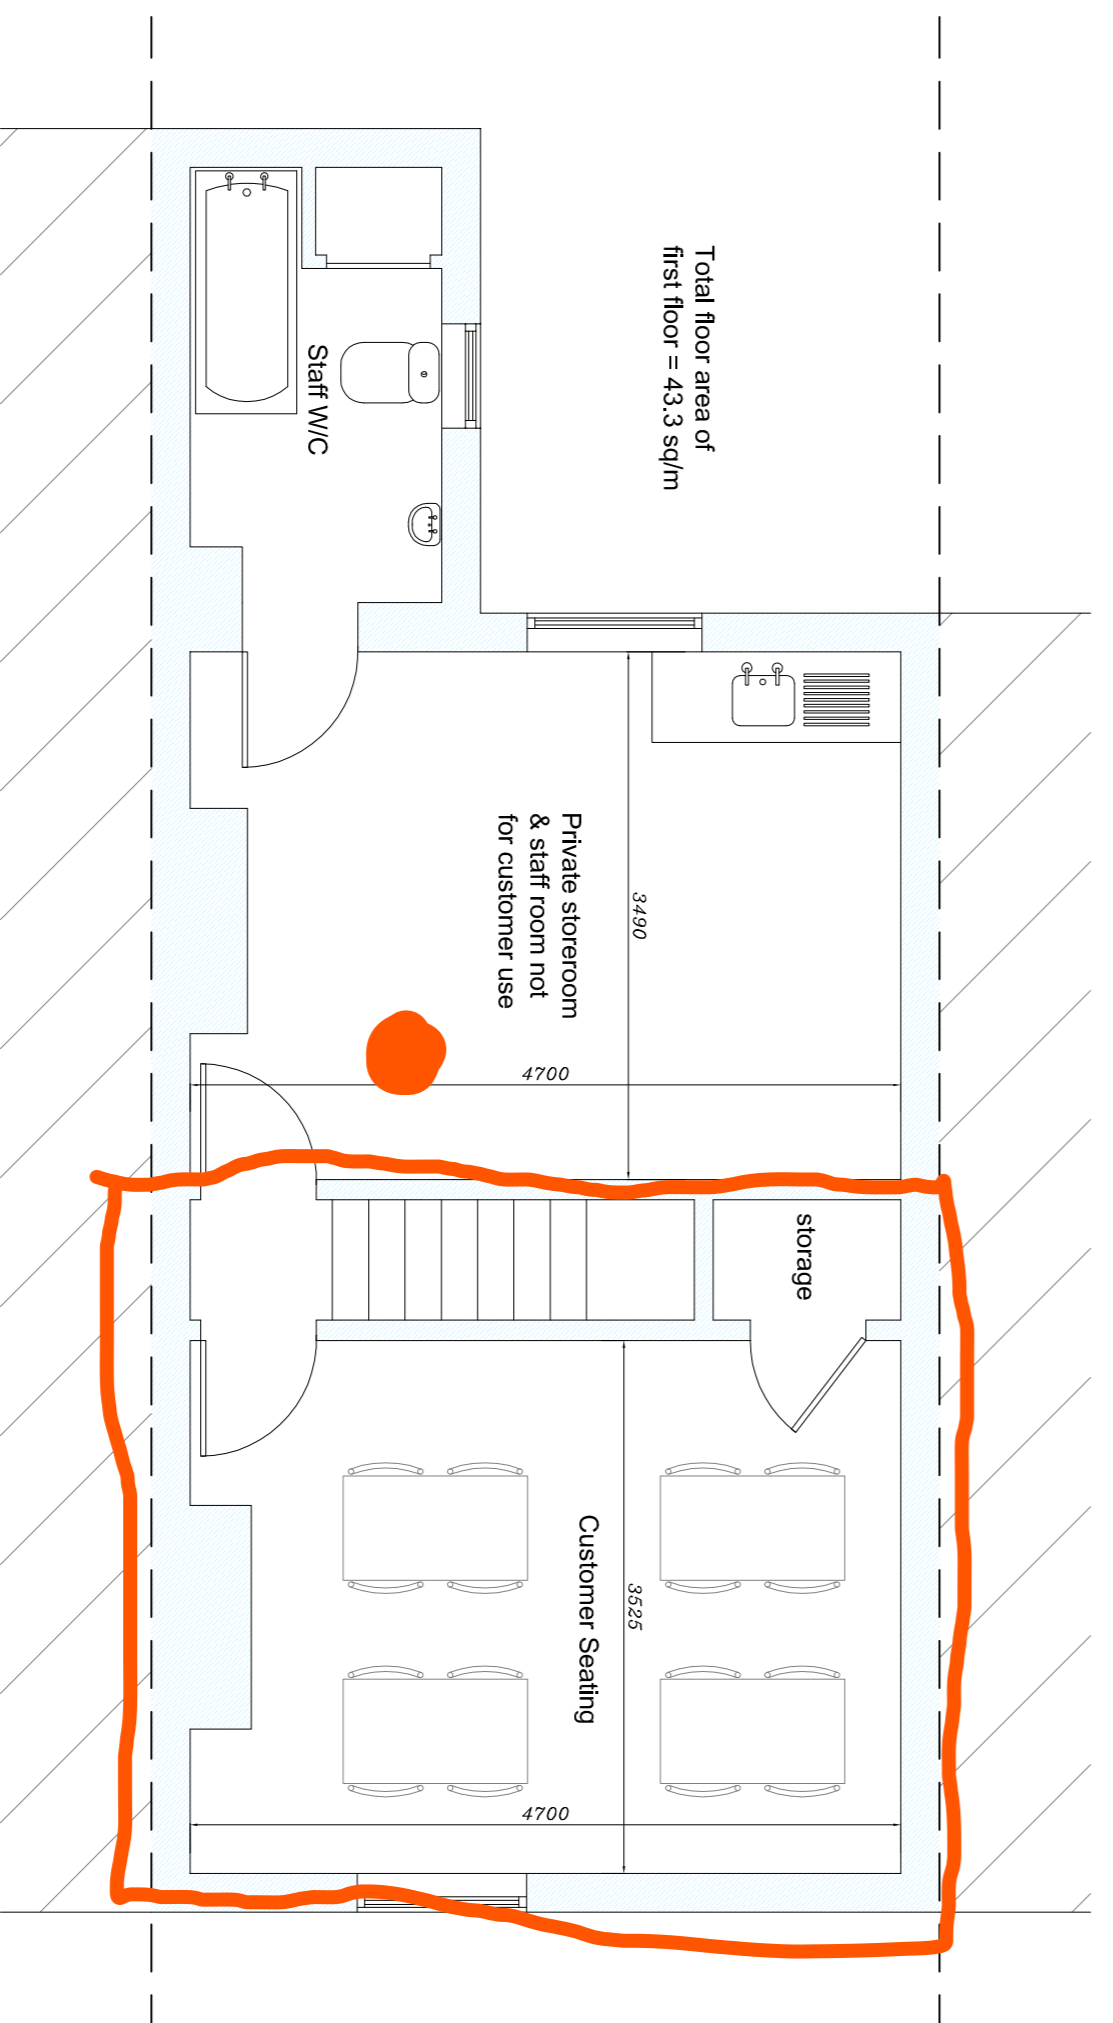 Total floor area of
first floor = 43.3 sq/m
Staff W/C
Private storeroom
& staff room not
for customer use
3490
4700
storage
Customer Seating
3525
4700